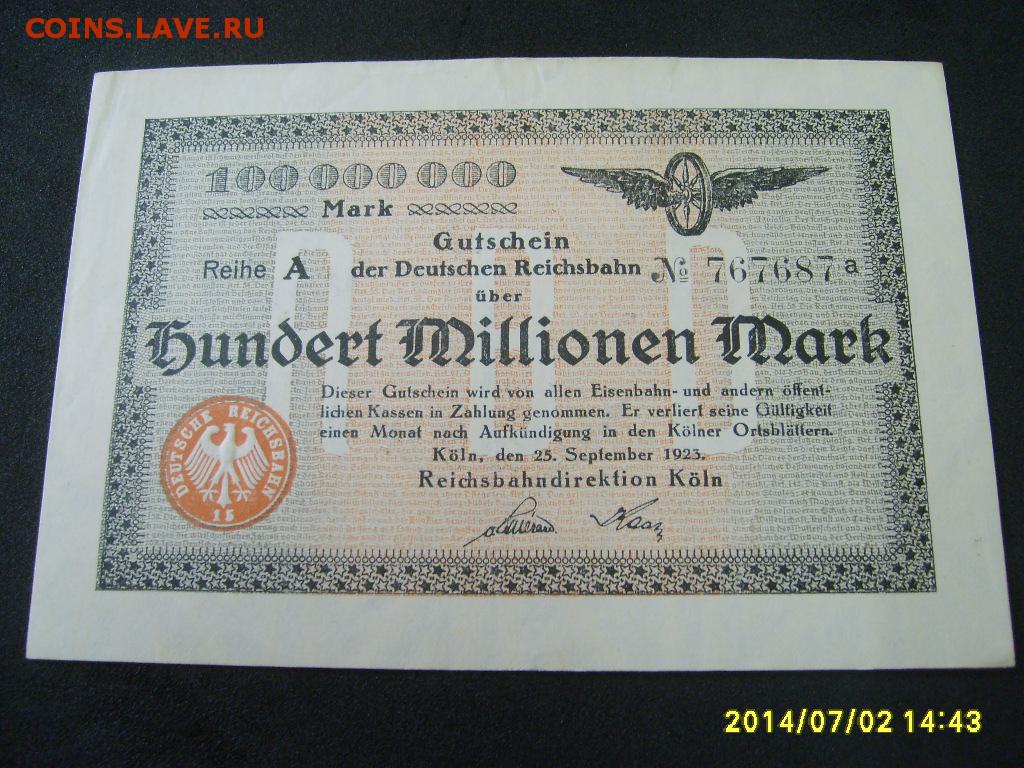 COINS.LAVE.RU
100 000 000
Mark
Gutschein
Reihe A der Deutschen Reichsbahn № 767687 a
über
Hundert Millionen Mark
Dieser Gutschein wird von allen Eisenbahn- und andern öffent-
lichen Kassen in Zahlung genommen. Er verliert seine Gültigkeit
einen Monat nach Aufkündigung in den Kölner Ortsblättern.
Köln, den 25. September 1923.
Reichsbahndirektion Köln
DEUTSCHE REICHSBAHN
15
2014/07/02 14:43